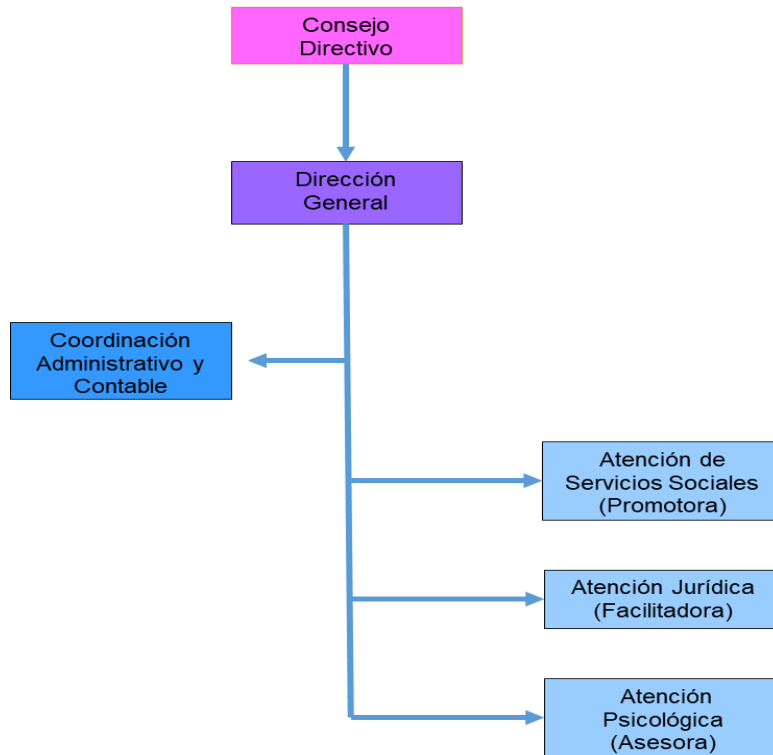 Consejo
Directivo
Dirección
General
Coordinación
Administrativo y
Contable
Atención de
Servicios Sociales
(Promotora)
Atención Jurídica
(Facilitadora)
Atención
Psicológica
(Asesora)